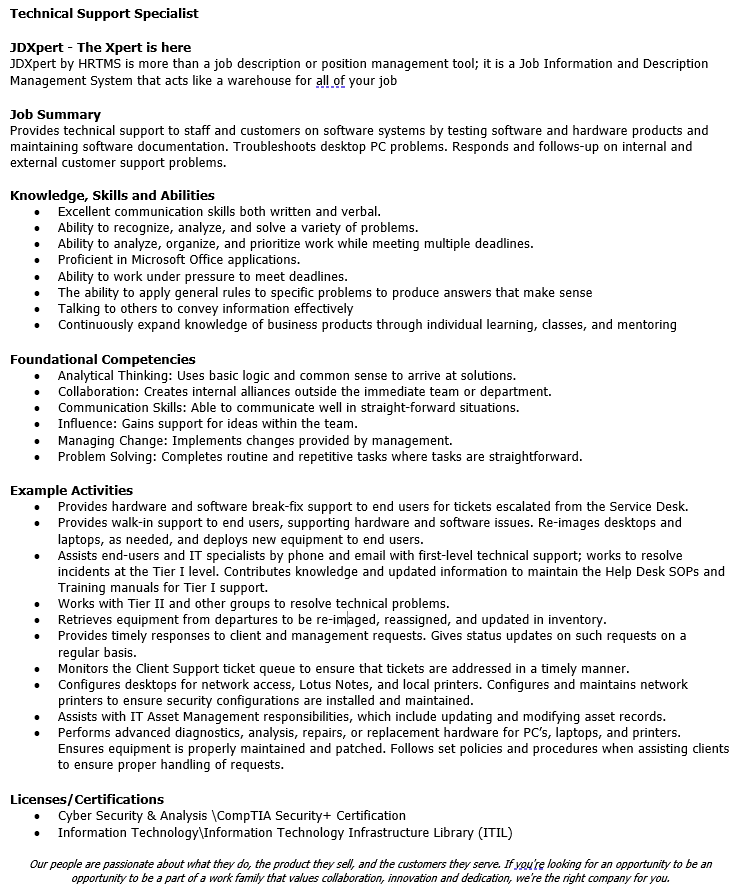 Technical Support Specialist
JDXpert - The Xpert is here
JDXpert by HRTMS is more than a job description or position management tool; it is a Job Information and Description
Management System that acts like a warehouse for all of your job
Job Summary
Provides technical support to staff and customers on software systems by testing software and hardware products and
maintaining software documentation. Troubleshoots desktop PC problems. Responds and follows-up on internal and
external customer support problems.
Knowledge, Skills and Abilities
• Excellent communication skills both written and verbal.
• Ability to recognize, analyze, and solve a variety of problems.
• Ability to analyze, organize, and prioritize work while meeting multiple deadlines.
• Proficient in Microsoft Office applications.
• Ability to work under pressure to meet deadlines.
• The ability to apply general rules to specific problems to produce answers that make sense
• Talking to others to convey information effectively
• Continuously expand knowledge of business products through individual learning, classes, and mentoring
Foundational Competencies
• Analytical Thinking: Uses basic logic and common sense to arrive at solutions.
• Collaboration: Creates internal alliances outside the immediate team or department.
• Communication Skills: Able to communicate well in straight-forward situations.
• Influence: Gains support for ideas within the team.
• Managing Change: Implements changes provided by management.
• Problem Solving: Completes routine and repetitive tasks where tasks are straightforward.
Example Activities
• Provides hardware and software break-fix support to end users for tickets escalated from the Service Desk.
• Provides walk-in support to end users, supporting hardware and software issues. Re-images desktops and
laptops, as needed, and deploys new equipment to end users.
• Assists end-users and IT specialists by phone and email with first-level technical support; works to resolve
incidents at the Tier I level. Contributes knowledge and updated information to maintain the Help Desk SOPs and
Training manuals for Tier I support.
• Works with Tier II and other groups to resolve technical problems.
• Retrieves equipment from departures to be re-imaged, reassigned, and updated in inventory.
• Provides timely responses to client and management requests. Gives status updates on such requests on a
regular basis.
• Monitors the Client Support ticket queue to ensure that tickets are addressed in a timely manner.
• Configures desktops for network access, Lotus Notes, and local printers. Configures and maintains network
printers to ensure security configurations are installed and maintained.
• Assists with IT Asset Management responsibilities, which include updating and modifying asset records.
• Performs advanced diagnostics, analysis, repairs, or replacement hardware for PC's, laptops, and printers.
Ensures equipment is properly maintained and patched. Follows set policies and procedures when assisting clients
to ensure proper handling of requests.
Licenses/Certifications
• Cyber Security & Analysis \CompTIA Security+ Certification
• Information Technology\Information Technology Infrastructure Library (ITIL)
Our people are passionate about what they do, the product they sell, and the customers they serve. If you're looking for an opportunity to be an
opportunity to be a part of a work family that values collaboration, innovation and dedication, we're the right company for you.